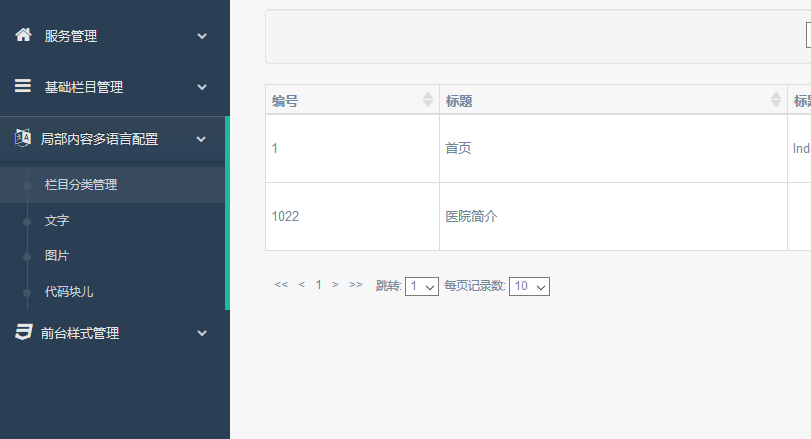 服务管理
基础栏目管理
局部内容多语言配置
栏目分类管理
文字
图片
代码块儿
前台样式管理
编号 标题 标题
1 首页 Ind
1022 医院简介
<< < 1 > >> 跳转: 1 每页记录数: 10